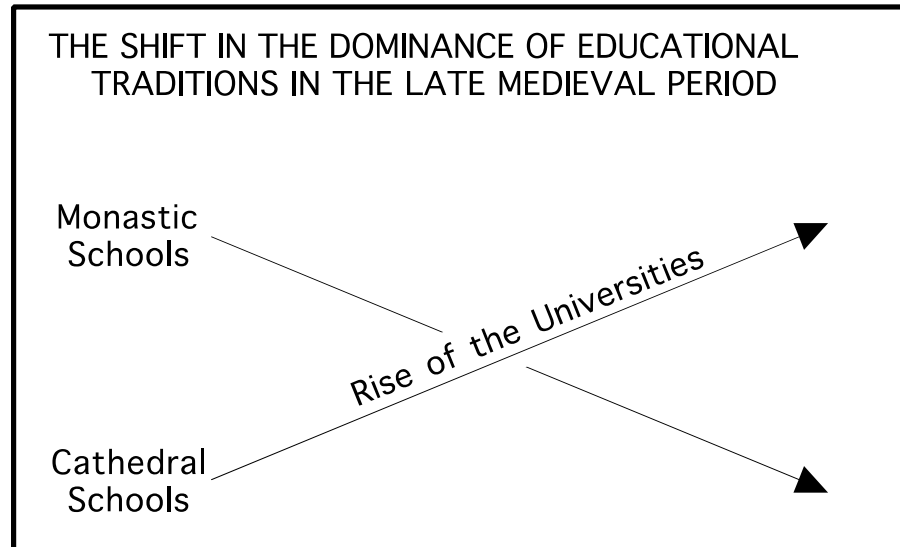 THE SHIFT IN THE DOMINANCE OF EDUCATIONAL
TRADITIONS IN THE LATE MEDIEVAL PERIOD
Monastic
Schools
Rise of the Universities
Cathedral
Schools